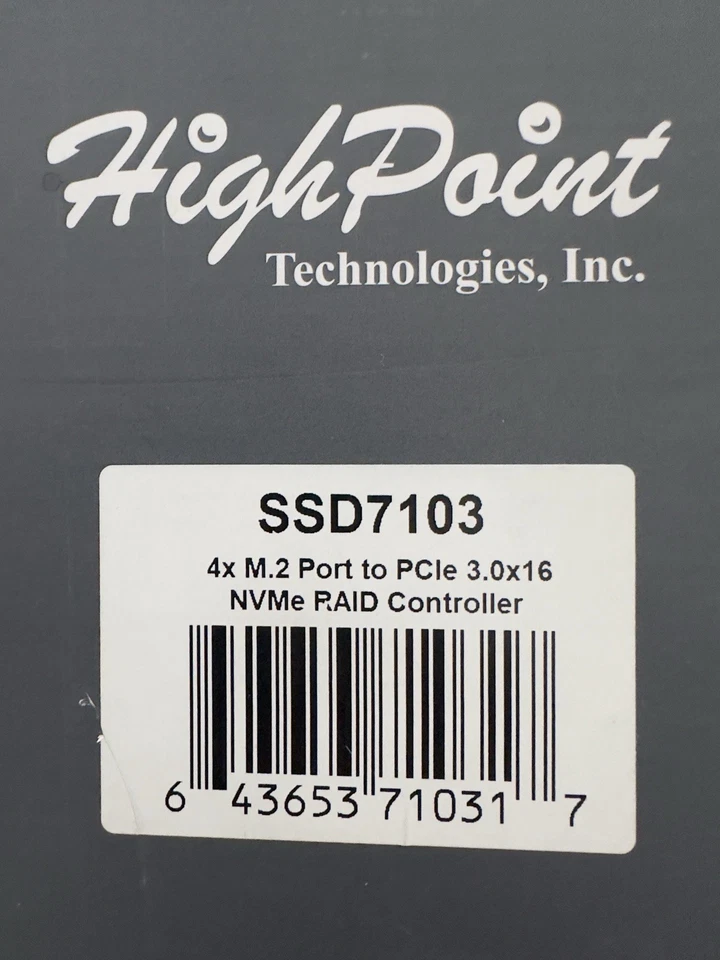 HighPoint
Technologies, Inc.
SSD7103
4x M.2 Port to PCIe 3.0x16
NVMe RAID Controller
6 43653 71031 7